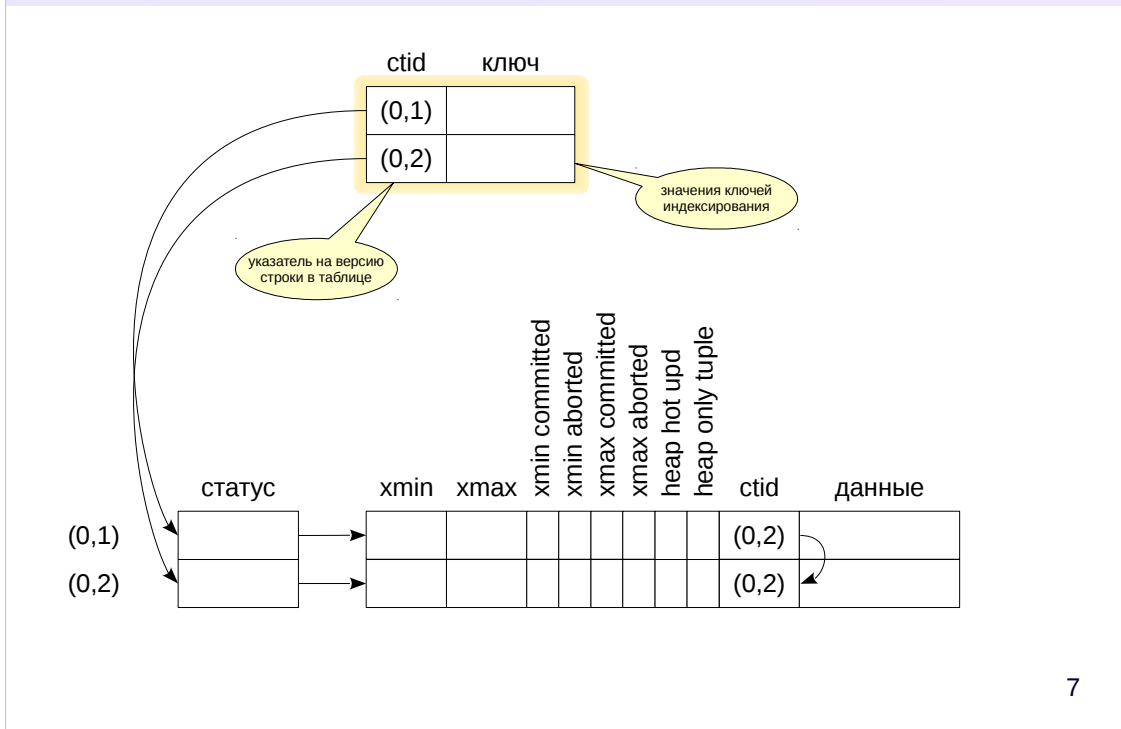 ctid ключ
(0,1)
(0,2)
значения ключей
индексирования
указатель на версию
строки в таблице
статус xmin xmax xmin committed xmin aborted xmax committed xmax aborted heap hot upd heap only tuple ctid данные
(0,1) (0,2)
(0,2) (0,2)
7